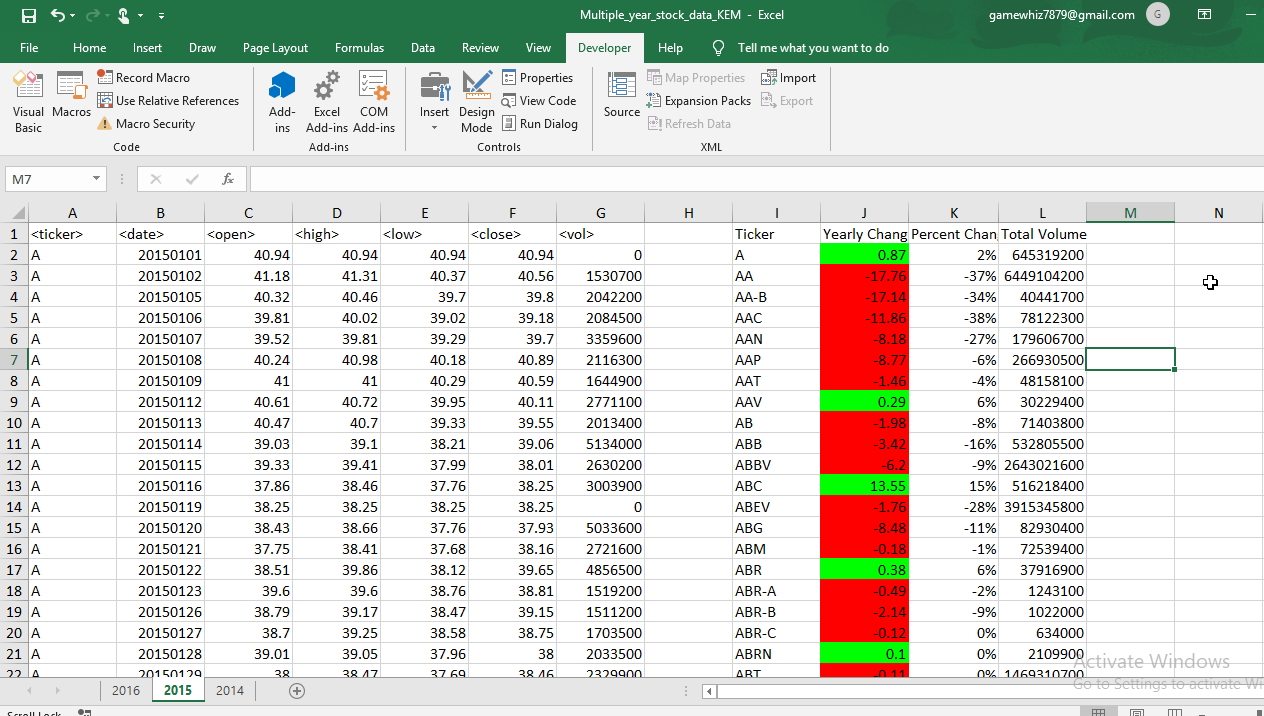 Multiple_year_stock_data_KEM - Excel gamewhiz7879@gmail.com G
File Home Insert Draw Page Layout Formulas Data Review View Developer Help Tell me what you want to do
Visual Basic Macros Record Macro Use Relative References Macro Security Code
Add-ins Excel Add-ins COM Add-ins Add-ins
Insert Design Mode Properties View Code Run Dialog Controls
Source Map Properties Expansion Packs Refresh Data Import Export XML
M7 fx
A B C D E F G H I J K L M N
1 <ticker> <date> <open> <high> <low> <close> <vol> Ticker Yearly Chang Percent Chan Total Volume
2 A 20150101 40.94 40.94 40.94 40.94 0 A 0.87 2% 645319200
3 A 20150102 41.18 41.31 40.37 40.56 1530700 AA -17.76 -37% 6449104200
4 A 20150105 40.32 40.46 39.7 39.8 2042200 AA-B -17.14 -34% 40441700
5 A 20150106 39.81 40.02 39.02 39.18 2084500 AAC -11.86 -38% 78122300
6 A 20150107 39.52 39.81 39.29 39.7 3359600 AAN -8.18 -27% 179606700
7 A 20150108 40.24 40.98 40.18 40.89 2116300 AAP -8.77 -6% 266930500
8 A 20150109 41 41 40.29 40.59 1644900 AAT -1.46 -4% 48158100
9 A 20150112 40.61 40.72 39.95 40.11 2771100 AAV 0.29 6% 30229400
10 A 20150113 40.47 40.7 39.33 39.55 2013400 AB -1.98 -8% 71403800
11 A 20150114 39.03 39.1 38.21 39.06 5134000 ABB -3.42 -16% 532805500
12 A 20150115 39.33 39.41 37.99 38.01 2630200 ABBV -6.2 -9% 2643021600
13 A 20150116 37.86 38.46 37.76 38.25 3003900 ABC 13.55 15% 516218400
14 A 20150119 38.25 38.25 38.25 38.25 0 ABEV -1.76 -28% 3915345800
15 A 20150120 38.43 38.66 37.76 37.93 5033600 ABG -8.48 -11% 82930400
16 A 20150121 37.75 38.41 37.68 38.16 2721600 ABM -0.18 -1% 72539400
17 A 20150122 38.51 39.86 38.12 39.65 4856500 ABR 0.38 6% 37916900
18 A 20150123 39.6 39.6 38.76 38.81 1519200 ABR-A -0.49 -2% 1243100
19 A 20150126 38.79 39.17 38.47 39.15 1511200 ABR-B -2.14 -9% 1022000
20 A 20150127 38.7 39.25 38.58 38.75 1703500 ABR-C -0.12 0% 634000
21 A 20150128 39.01 39.05 37.96 38 2033500 ABRN 0.1 0% 2109900
22 A 20150129 38 38.47 37.69 38.46 2329900 ABT -0.11 0% 1469310700
Activate Windows
Go to Settings to activate Wi
2016 2015 2014
Scroll Lock